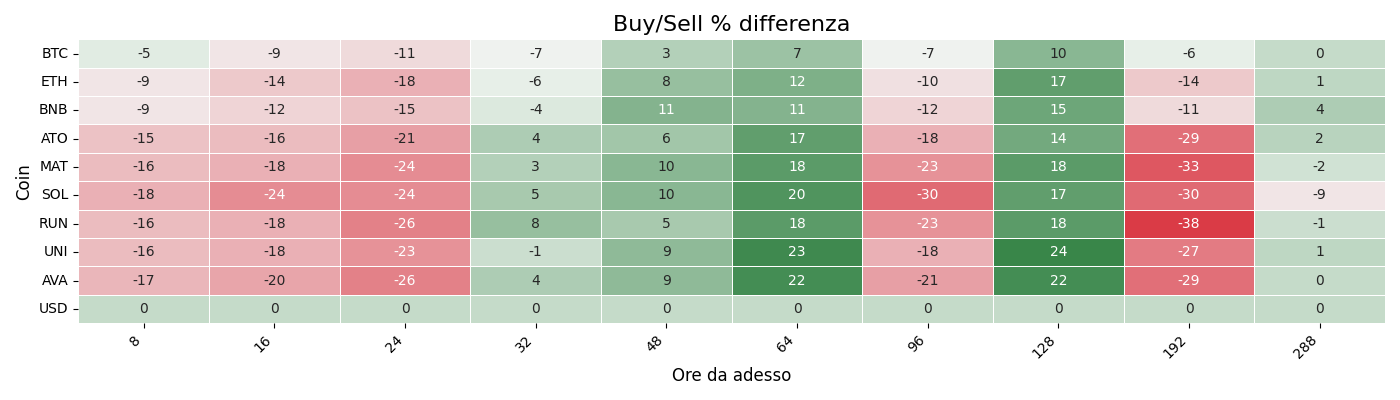 Buy/Sell % differenza
Coin
BTC -5 -9 -11 -7 3 7 -7 10 -6 0
ETH -9 -14 -18 -6 8 12 -10 17 -14 1
BNB -9 -12 -15 -4 11 11 -12 15 -11 4
ATO -15 -16 -21 4 6 17 -18 14 -29 2
MAT -16 -18 -24 3 10 18 -23 18 -33 -2
SOL -18 -24 -24 5 10 20 -30 17 -30 -9
RUN -16 -18 -26 8 5 18 -23 18 -38 -1
UNI -16 -18 -23 -1 9 23 -18 24 -27 1
AVA -17 -20 -26 4 9 22 -21 22 -29 0
USD 0 0 0 0 0 0 0 0 0 0
8 16 24 32 48 64 96 128 192 288
Ore da adesso